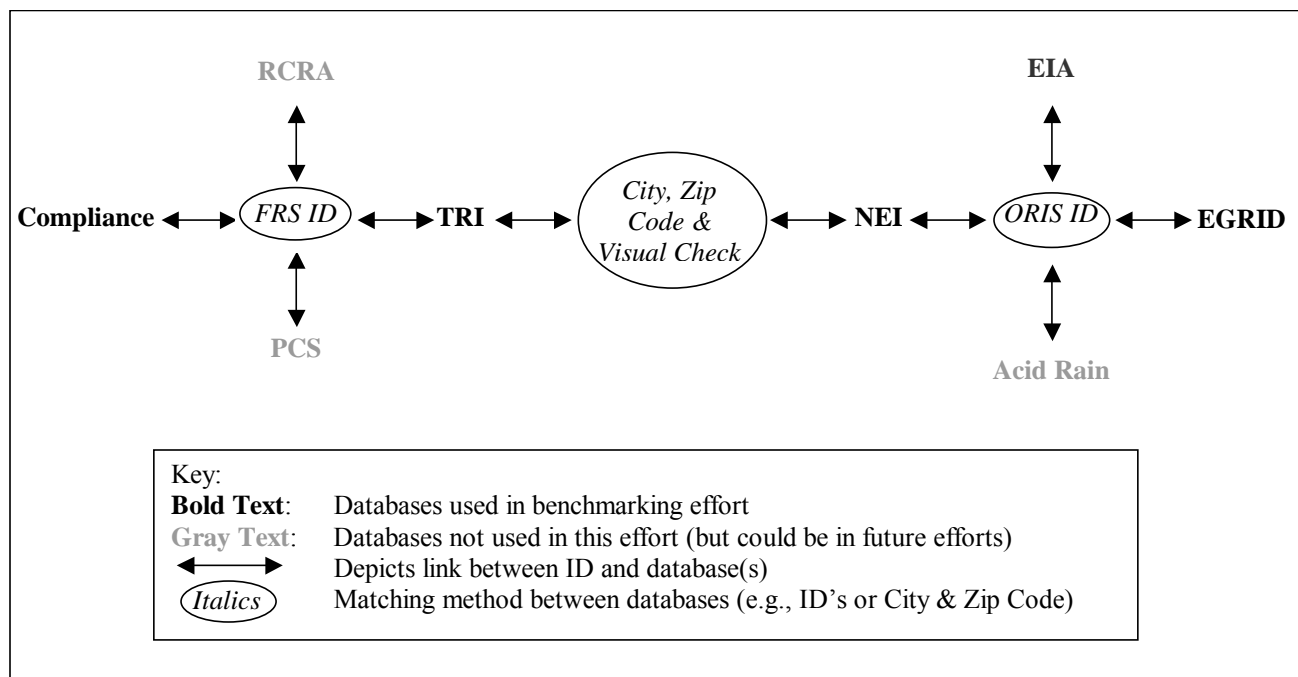 RCRA
EIA
Compliance
FRS ID
TRI
City, Zip
Code &
Visual Check
NEI
ORIS ID
EGRID
PCS
Acid Rain
Key:
Bold Text: Databases used in benchmarking effort
Gray Text: Databases not used in this effort (but could be in future efforts)
Depicts link between ID and database(s)
Italics Matching method between databases (e.g., ID’s or City & Zip Code)